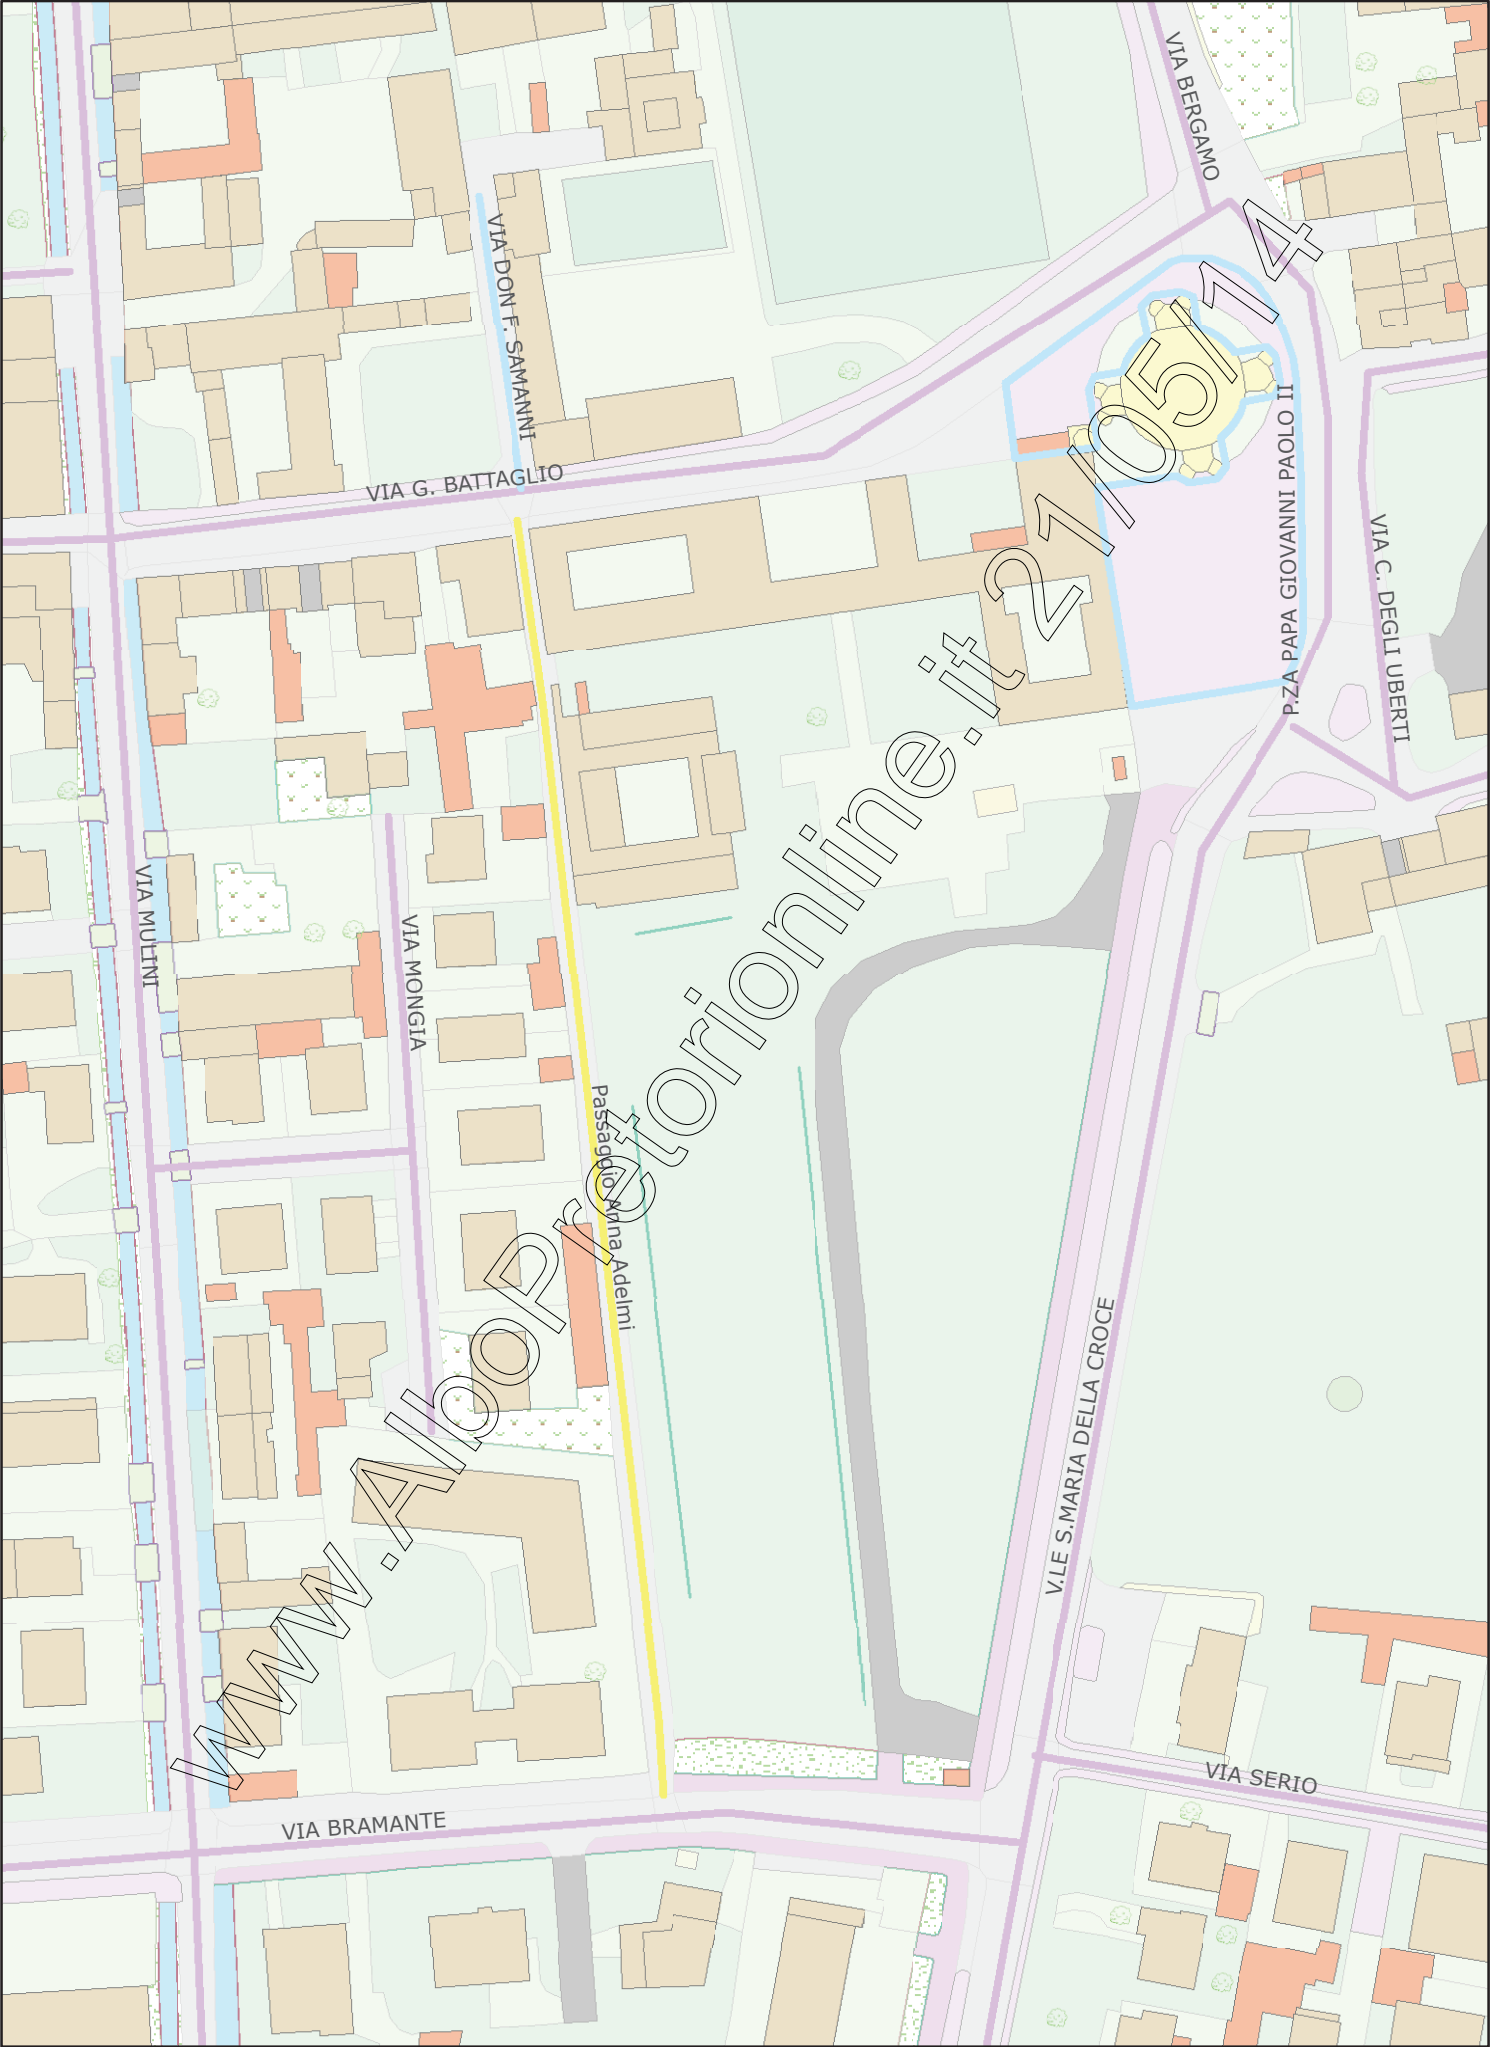 VIA BERGAMO
VIA DON F. SAMANNI
VIA G. BATTAGLIO
P.ZA PAPA GIOVANNI PAOLO II
VIA C. DEGLI UBERTI
VIA MULINI
VIA MONGIA
Passaggio Anna Adelmi
V.LE S.MARIA DELLA CROCE
VIA SERIO
VIA BRAMANTE
www.AlboPretorionline.it 21/05/14